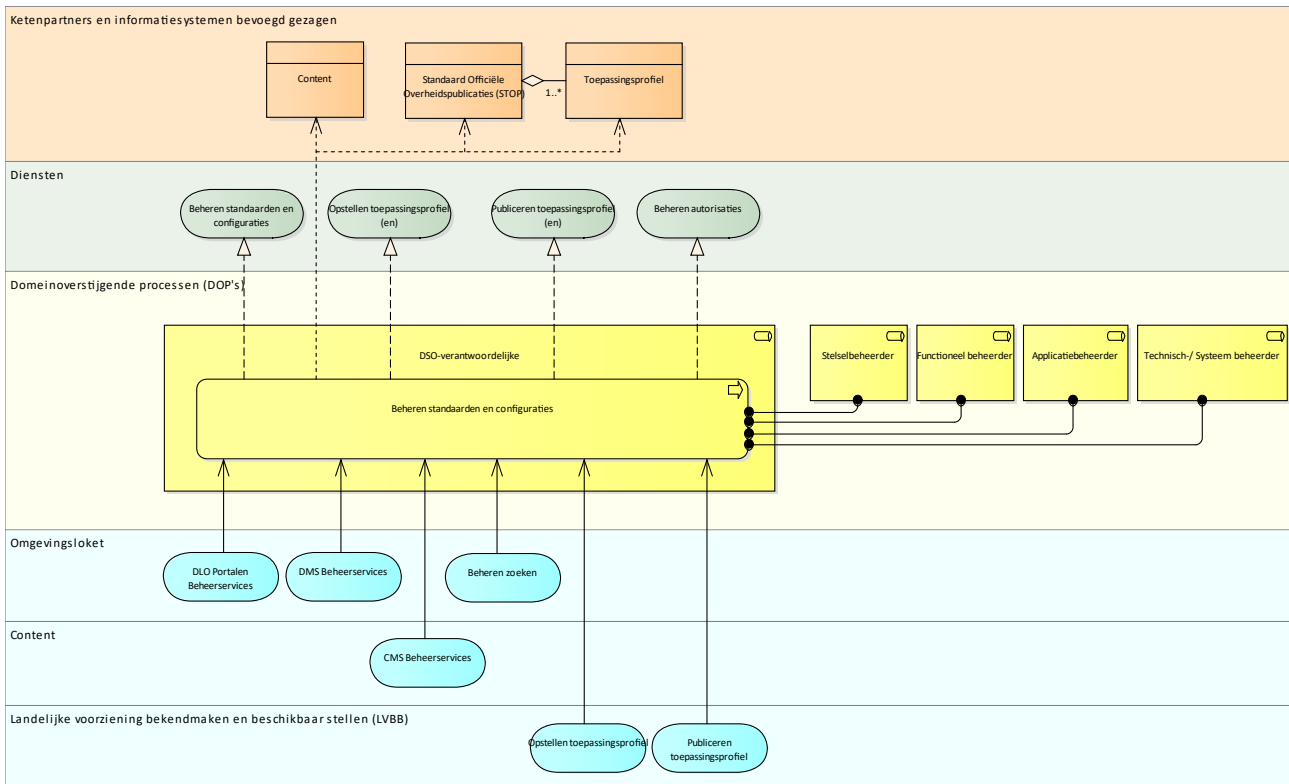 Ketenpartners en informatiesystemen bevoegd gezagen
Content
Standaard Officiële
Overheidspublicaties (STOP)
1..*
Toepassingsprofiel
Diensten
Beheren standaarden en
configuraties
Opstellen toepassingsprofiel
(en)
Publiceren toepassingsprofiel
(en)
Beheren autorisaties
Domeinoverstijgende processen (DOP's)
DSO-verantwoordelijke
Beheren standaarden en configuraties
Stelselbeheerder
Functioneel beheerder
Applicatiebeheerder
Technisch-/ Systeem beheerder
Omgevingsloket
DLO Portalen
Beheerservices
DMS Beheerservices
Beheren zoeken
Content
CMS Beheerservices
Landelijke voorziening bekendmaken en beschikbaar stellen (LVBB)
Opstellen toepassingsprofiel
Publiceren
toepassingsprofiel